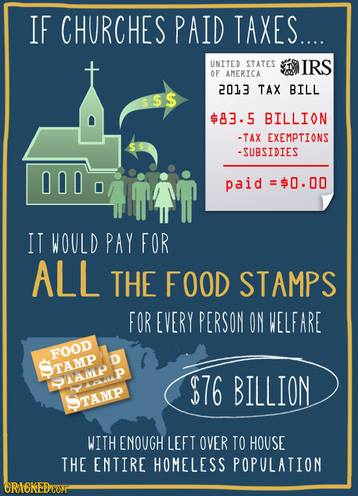 IF CHURCHES PAID TAXES....
UNITED STATES
OF AMERICA
IRS
2013 TAX BILL
$83.5 BILLION
-TAX EXEMPTIONS
-SUBSIDIES
paid =$0.00
S S $
S S $
IT WOULD PAY FOR
ALL THE FOOD STAMPS
FOR EVERY PERSON ON WELFARE
FOOD
STAMP
STAMP
STAMP
$76 BILLION
WITH ENOUGH LEFT OVER TO HOUSE
THE ENTIRE HOMELESS POPULATION
CRACKED.COM